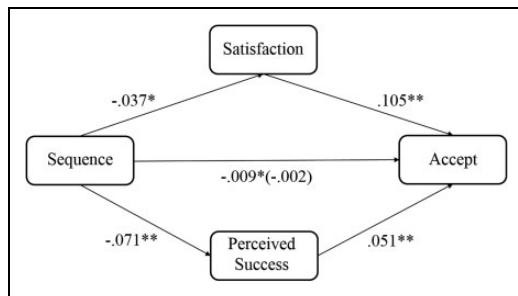 Satisfaction
-.037*
.105**
Sequence
Accept
-.009*(-.002)
-.071**
Perceived
Success
.051**